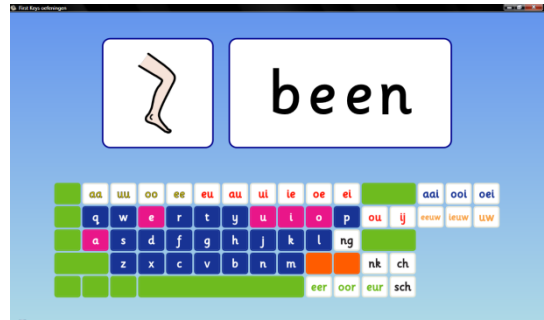 First Keys oefeningen
been
aa uu oo ee eu au ui ie oe ei aai ooi oei
q w e r t y u i o p ou ij eeuw ieuw uw
a s d f g h j k l ng
z x c v b n m nk ch
eer oor eur sch